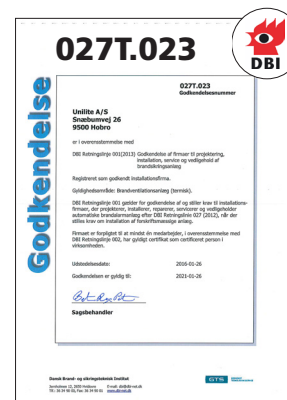 027T.023
DBI
Godkendelse
027T.023
Godkendelsesnummer
Unilite A/S
Snæbumvej 26
9500 Hobro
er i overensstemmelse med
DBI Retningslinje 001(2013) Godkendelse af firmaer til projektering,
installation, service og vedligehold af
brandsikringsanlæg
Registreret som godkendt installationsfirma.
Gyldighedsområde: Brandventilationsanlæg (termisk).
DBI Retningslinje 001 gælder for godkendelse af og stiller krav til installations-
firmaer, der projekterer, installerer, reparerer, servicerer og vedligeholder
automatiske brandalarmanlæg efter DBI Retningslinje 027 (2012), når der
stilles krav om installation af forskriftsmæssige anlæg.
Firmaet er forpligtet til at mindst én medarbejder, i overensstemmelse med
DBI Retningslinje 002, har gyldigt certifikat som certificeret person i
virksomheden.
Udstedelsesdato: 2016-01-26
Godkendelsen er gyldig til: 2021-01-26
Sagsbehandler
Dansk Brand- og sikringsteknisk Institut
GTS